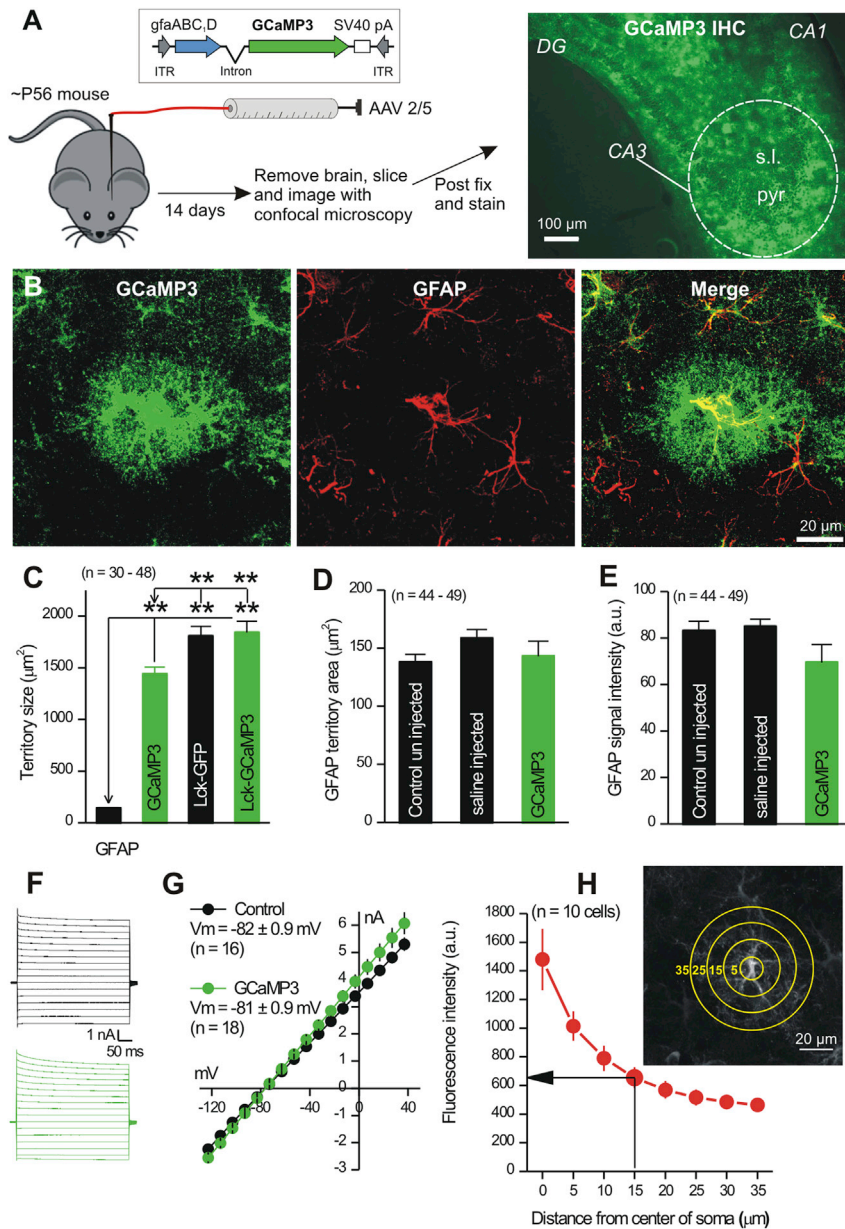 A
gfaABC₁D GCaMP3 SV40 pA
ITR Intron ITR
~P56 mouse
AAV 2/5
14 days
Remove brain, slice
and image with
confocal microscopy
Post fix
and stain
GCaMP3 IHC
DG
CA1
CA3
s.l.
pyr
100 µm
B
GCaMP3
GFAP
Merge
20 µm
C
(n = 30 - 48)
** ** **
** ** **
Territory size (µm²)
2000
1500
1000
500
0
GFAP
GCaMP3
Lck-GFP
Lck-GCaMP3
D
(n = 44 - 49)
GFAP territory area (µm²)
200
150
100
50
0
Control un injected
saline injected
GCaMP3
E
(n = 44 - 49)
GFAP signal intensity (a.u.)
100
80
60
40
20
0
Control un injected
saline injected
GCaMP3
F
1 nA
50 ms
G
Control
Vm = -82 ± 0.9 mV
(n = 16)
GCaMP3
Vm = -81 ± 0.9 mV
(n = 18)
nA
6
5
4
3
2
mV
0
-1
-2
-3
-120 -80 -40 0 40
H
(n = 10 cells)
Fluorescence intensity (a.u.)
1800
1600
1400
1200
1000
800
600
400
200
0
0 5 10 15 20 25 30 35
Distance from center of soma (µm)
35 25 15 5
20 µm